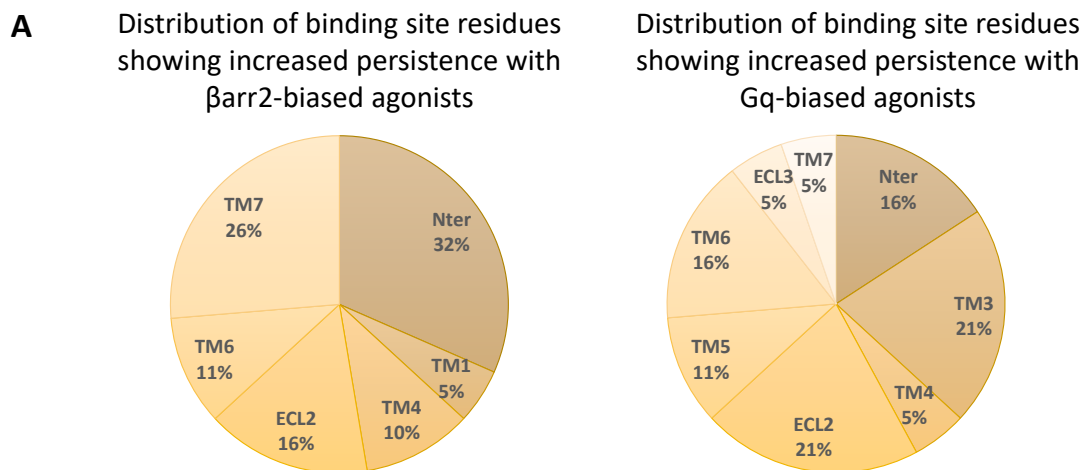 A
Distribution of binding site residues
showing increased persistence with
βarr2-biased agonists
Nter
32%
TM1
5%
TM4
10%
ECL2
16%
TM6
11%
TM7
26%
Distribution of binding site residues
showing increased persistence with
Gq-biased agonists
Nter
16%
TM3
21%
TM4
5%
ECL2
21%
TM5
11%
TM6
16%
ECL3
5%
TM7
5%